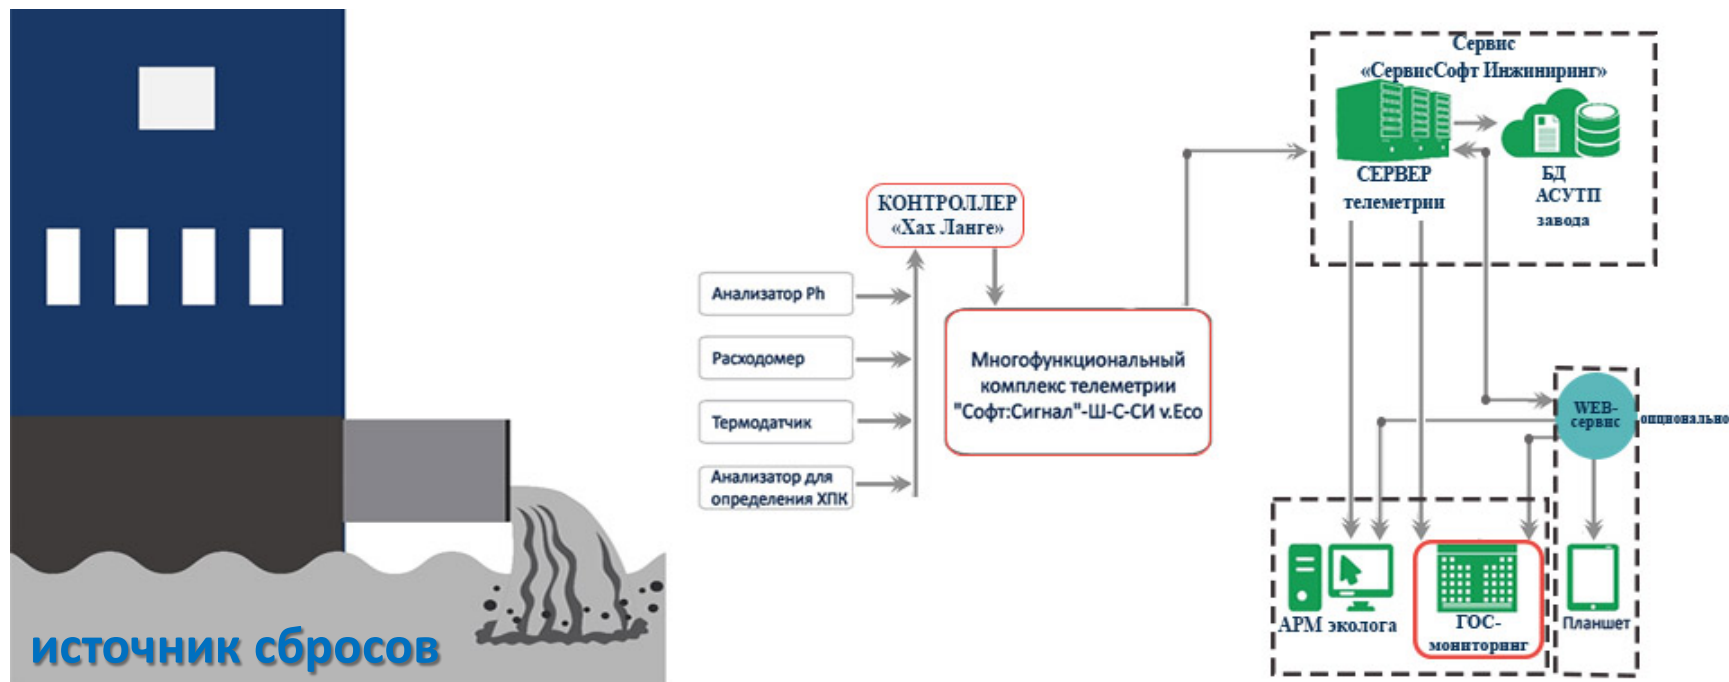 источник сбросов
КОНТРОЛЛЕР
«Хах Ланге»
Анализатор Ph
Расходомер
Термодатчик
Анализатор для
определения ХПК
Многофункциональный
комплекс телеметрии
"Софт:Сигнал"-Ш-С-СИ v.Eco
Сервис
«СервисСофт Инжиниринг»
СЕРВЕР
телеметрии
БД
АСУТП
завода
WEB-
сервис
опционально
АРМ эколога
ГОС-
мониторинг
Планшет